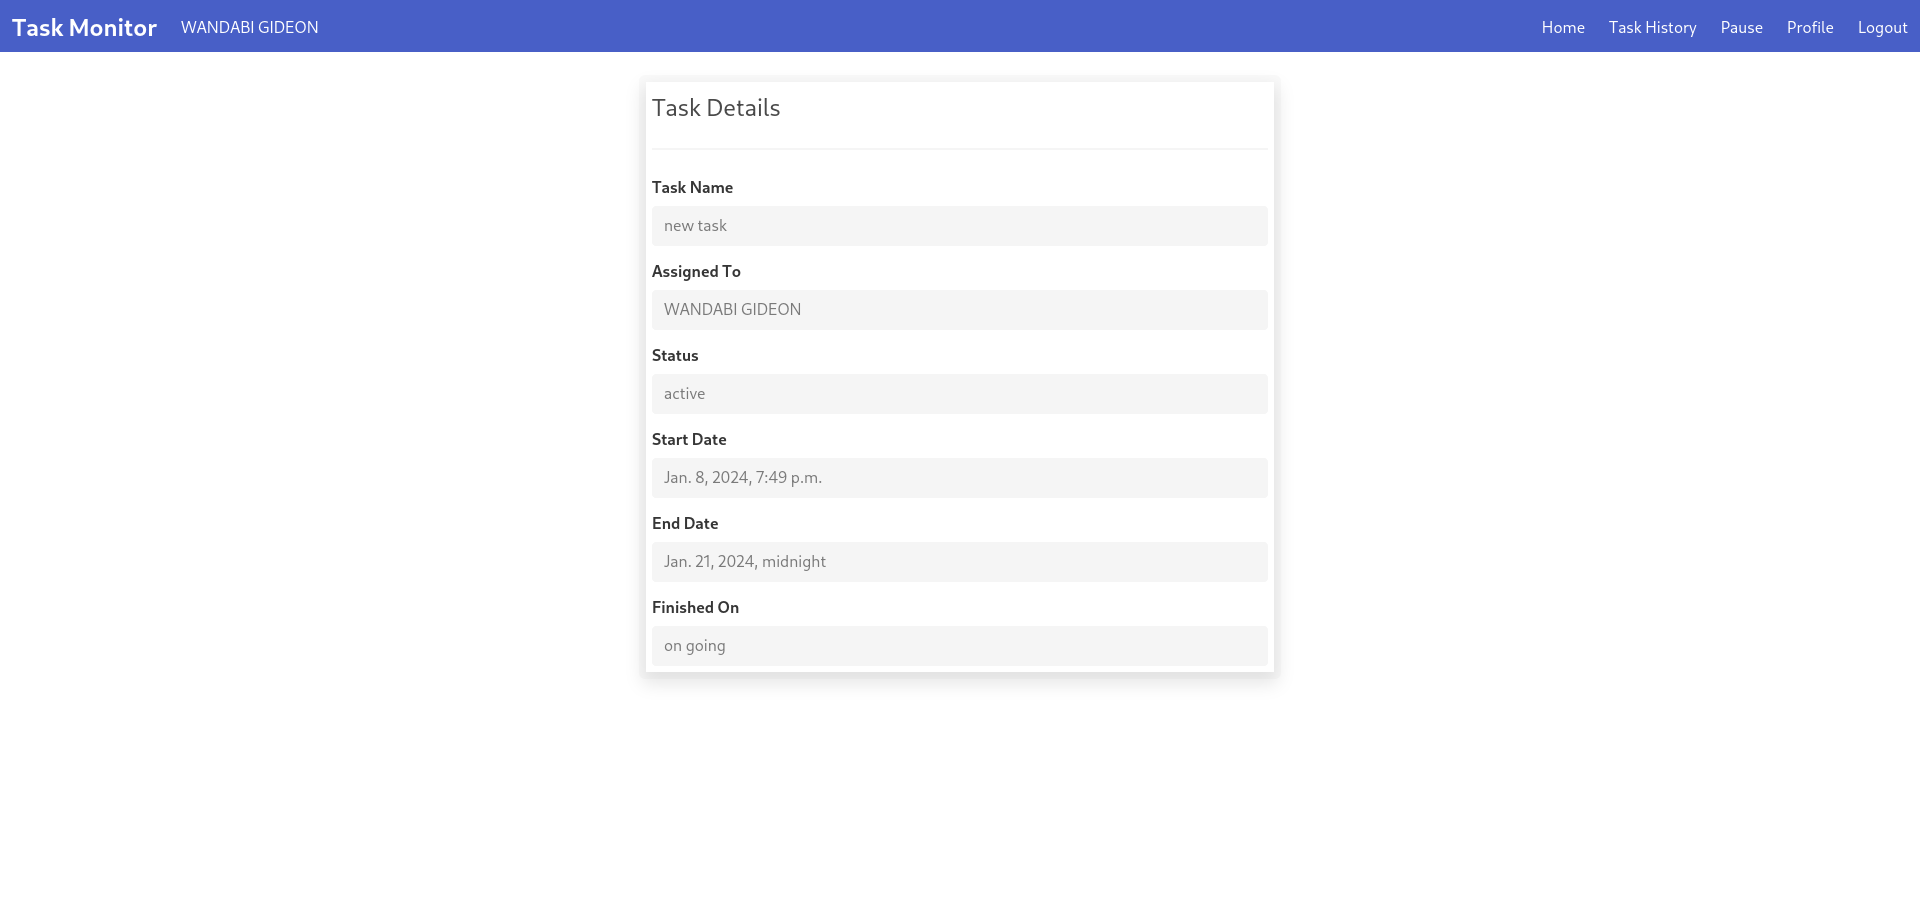 Task Monitor WANDABI GIDEON Home Task History Pause Profile Logout
Task Details
Task Name
new task
Assigned To
WANDABI GIDEON
Status
active
Start Date
Jan. 8, 2024, 7:49 p.m.
End Date
Jan. 21, 2024, midnight
Finished On
on going